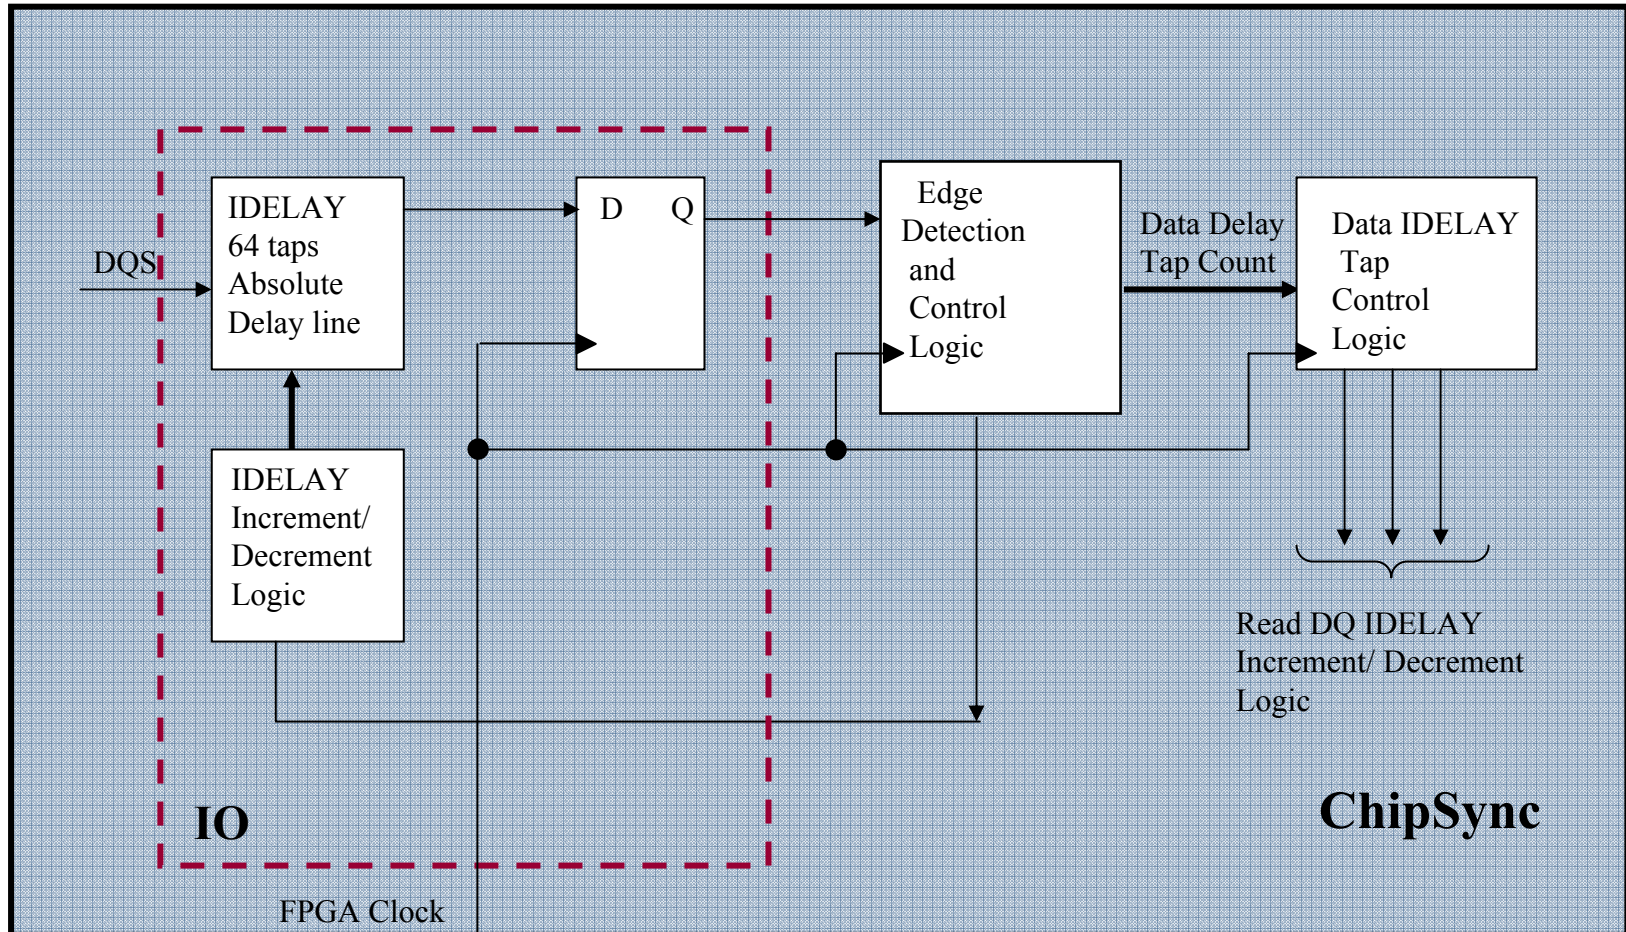 DQS
IDELAY
64 taps
Absolute
Delay line
D Q
Edge
Detection
and
Control
Logic
Data Delay
Tap Count
Data IDELAY
Tap
Control
Logic
IDELAY
Increment/
Decrement
Logic
Read DQ IDELAY
Increment/ Decrement
Logic
IO
ChipSync
FPGA Clock